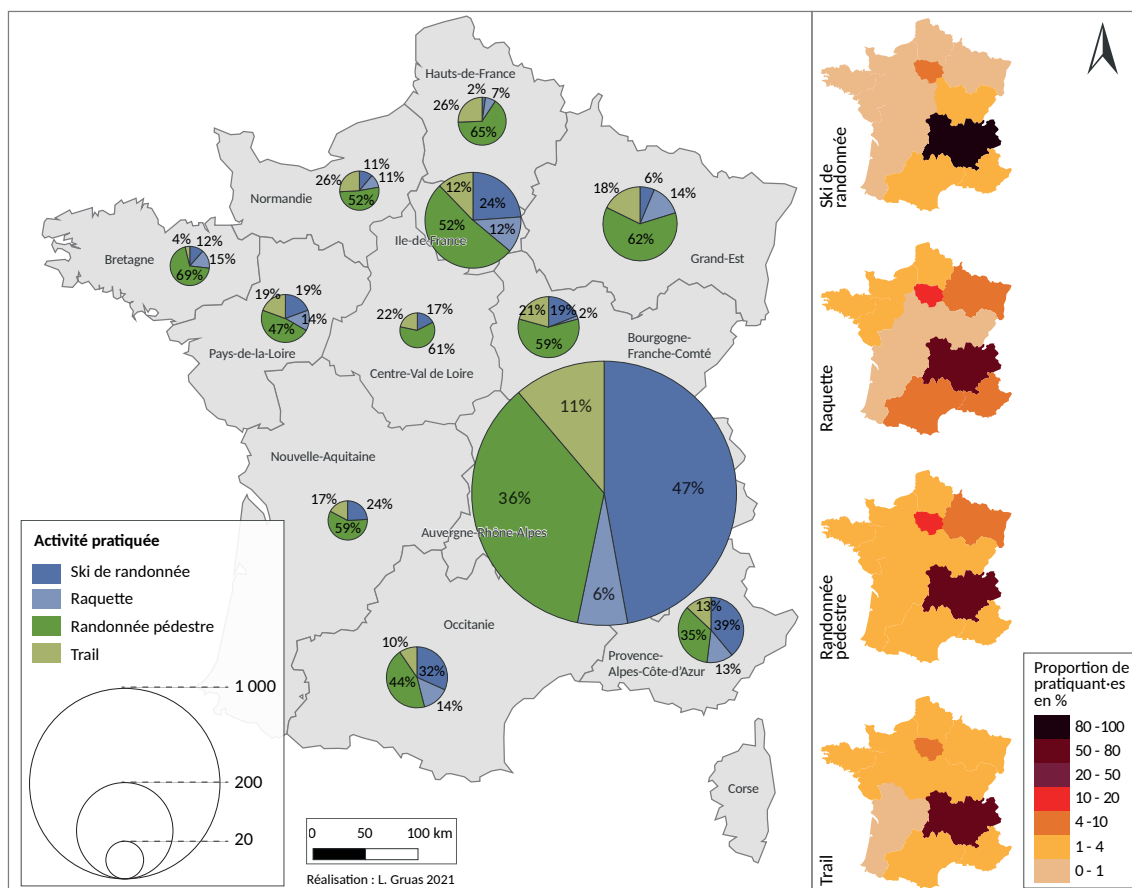 Hauts-de-France
2% 7%
26%
65%
11%
26% 11%
52%
Normandie
12%
24%
52% 12%
Ile-de-France
6%
18% 14%
62%
Grand-Est
4% 12%
15%
69%
Bretagne
19% 19%
14%
47%
Pays-de-la-Loire
22% 17%
61%
Centre-Val de Loire
21% 19% 2%
59%
Bourgogne-
Franche-Comté
11%
47%
36%
6%
Auvergne-Rhône-Alpes
Nouvelle-Aquitaine
17% 24%
59%
Occitanie
10%
32%
44%
14%
13%
39%
35%
13%
Provence-
Alpes-Côte-d'Azur
Corse
Activité pratiquée
Ski de randonnée
Raquette
Randonnée pédestre
Trail
1 000
200
20
0 50 100 km
Réalisation : L. Gruas 2021
Ski de
randonnée
Raquette
Randonnée
pédestre
Trail
Proportion de
pratiquant·es
en %
80 - 100
50 - 80
20 - 50
10 - 20
4 - 10
1 - 4
0 - 1